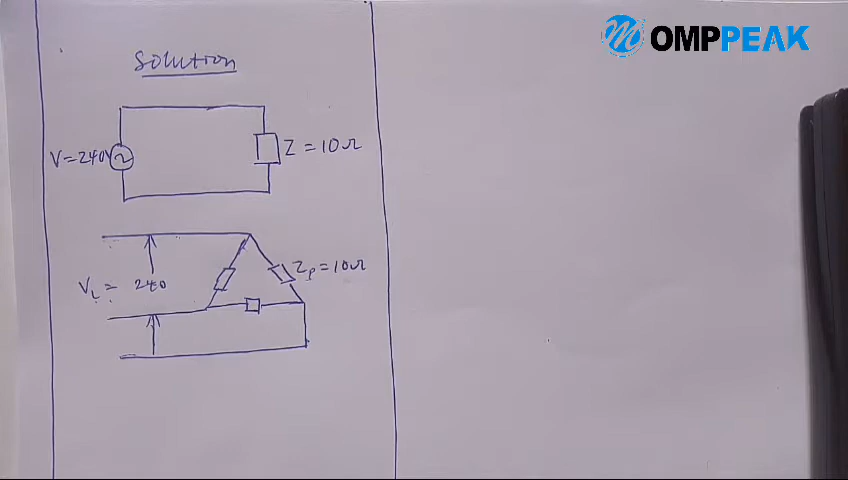 OMPPEAK
Solution
V=240V
Z=10Ω
Zp=10Ω
VL= 240